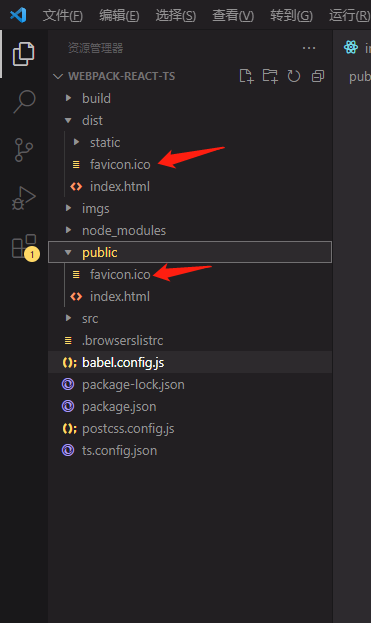 文件(F) 编辑(E) 选择(S) 查看(V) 转到(G) 运行(R)
资源管理器 ···
WEBPACK-REACT-TS
build
dist
static
favicon.ico
index.html
imgs
node_modules
public
favicon.ico
index.html
src
.browserslistrc
babel.config.js
package-lock.json
package.json
postcss.config.js
ts.config.json
1
in
pub